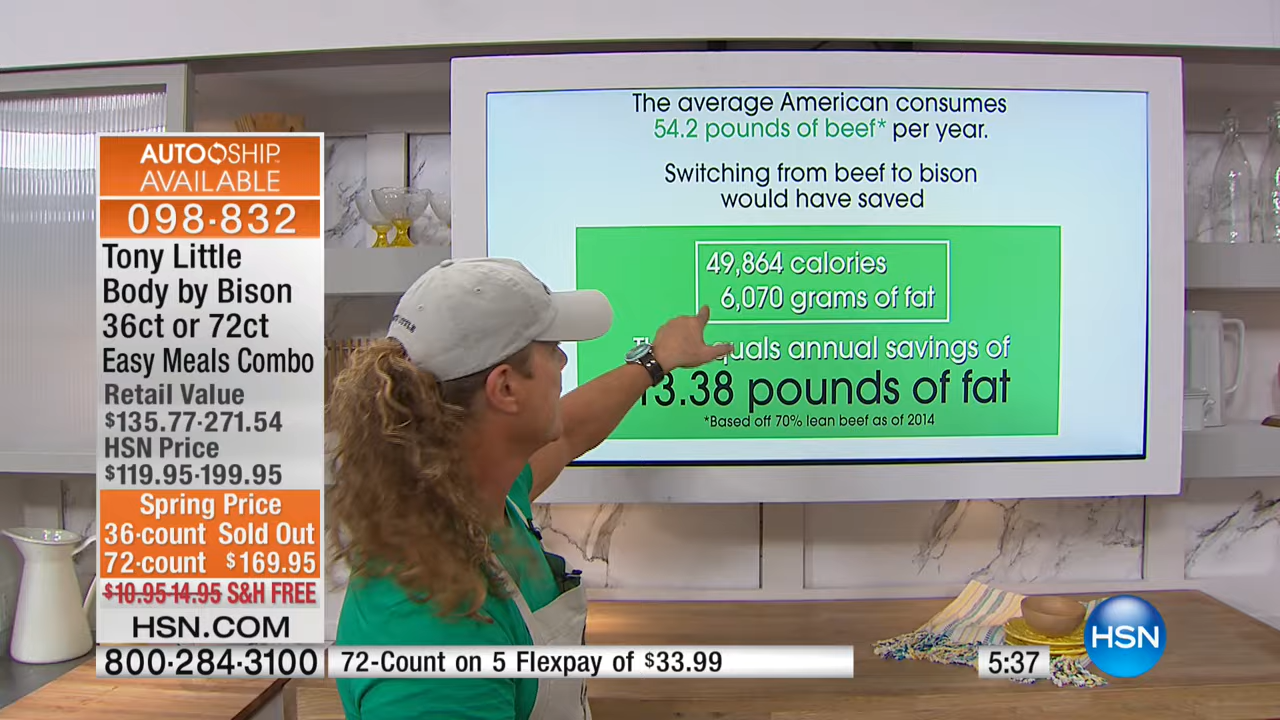 AUTOSHIP™
AVAILABLE
098-832
Tony Little
Body by Bison
36ct or 72ct
Easy Meals Combo
Retail Value
$135.77-271.54
HSN Price
$119.95-199.95
Spring Price
36-count Sold Out
72-count $169.95
$10.95-14.95 S&H FREE
HSN.COM
800-284-3100
72-Count on 5 Flexpay of $33.99
5:37
HSN
The average American consumes
54.2 pounds of beef* per year.
Switching from beef to bison
would have saved
49,864 calories
6,070 grams of fat
annual savings of
13.38 pounds of fat
*Based off 70% lean beef as of 2014